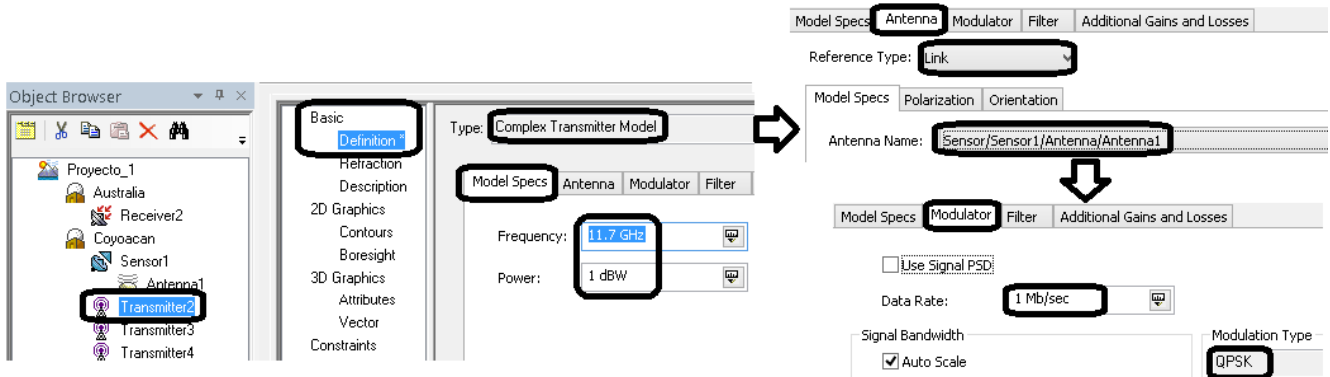 Object Browser
Proyecto_1
Australia
Receiver2
Coyoacan
Sensor1
Antenna1
Transmitter2
Transmitter3
Transmitter4
Basic
Definition *
Refraction
Description
2D Graphics
Contours
Boresight
3D Graphics
Attributes
Vector
Constraints
Type: Complex Transmitter Model
Model Specs Antenna Modulator Filter
Frequency: 11.7 GHz
Power: 1 dBW
Model Specs Antenna Modulator Filter Additional Gains and Losses
Reference Type: Link
Model Specs Polarization Orientation
Antenna Name: Sensor/Sensor1/Antenna/Antenna1
Model Specs Modulator Filter Additional Gains and Losses
Use Signal PSD
Data Rate: 1 Mb/sec
Signal Bandwidth
Auto Scale
Modulation Type
QPSK